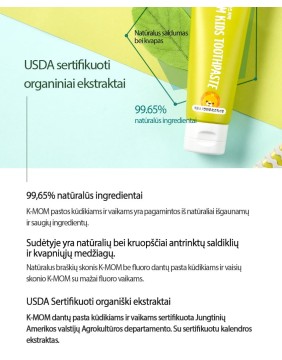 Natūralus saldumas
bei kvapas
USDA sertifikuoti
organiniai ekstraktai
M KIDS TOOTHPASTE
99.65%
natūralūs ingredientai
99,65% natūralūs ingredientai
K-MOM pastos kūdikiams ir vaikams yra pagamintos iš natūraliai išgaunamų
ir saugių ingredientų.
Sudėtyje yra natūralių bei kruopščiai antrinktų saldiklių
ir kvapniųjų medžiagų.
Natūralus braškių skonis K-MOM be fluoro dantų pasta kūdikiams ir vaisių
skonio K-MOM su mažai fluoro vaikams.
USDA Sertifikuoti organiški ekstraktai
K-MOM dantų pasta kūdikiams ir vaikams sertifikuota Jungtinių
Amerikos valstijų Agrokultūros departamento. Su sertifikuotu kalendros
ekstraktas.